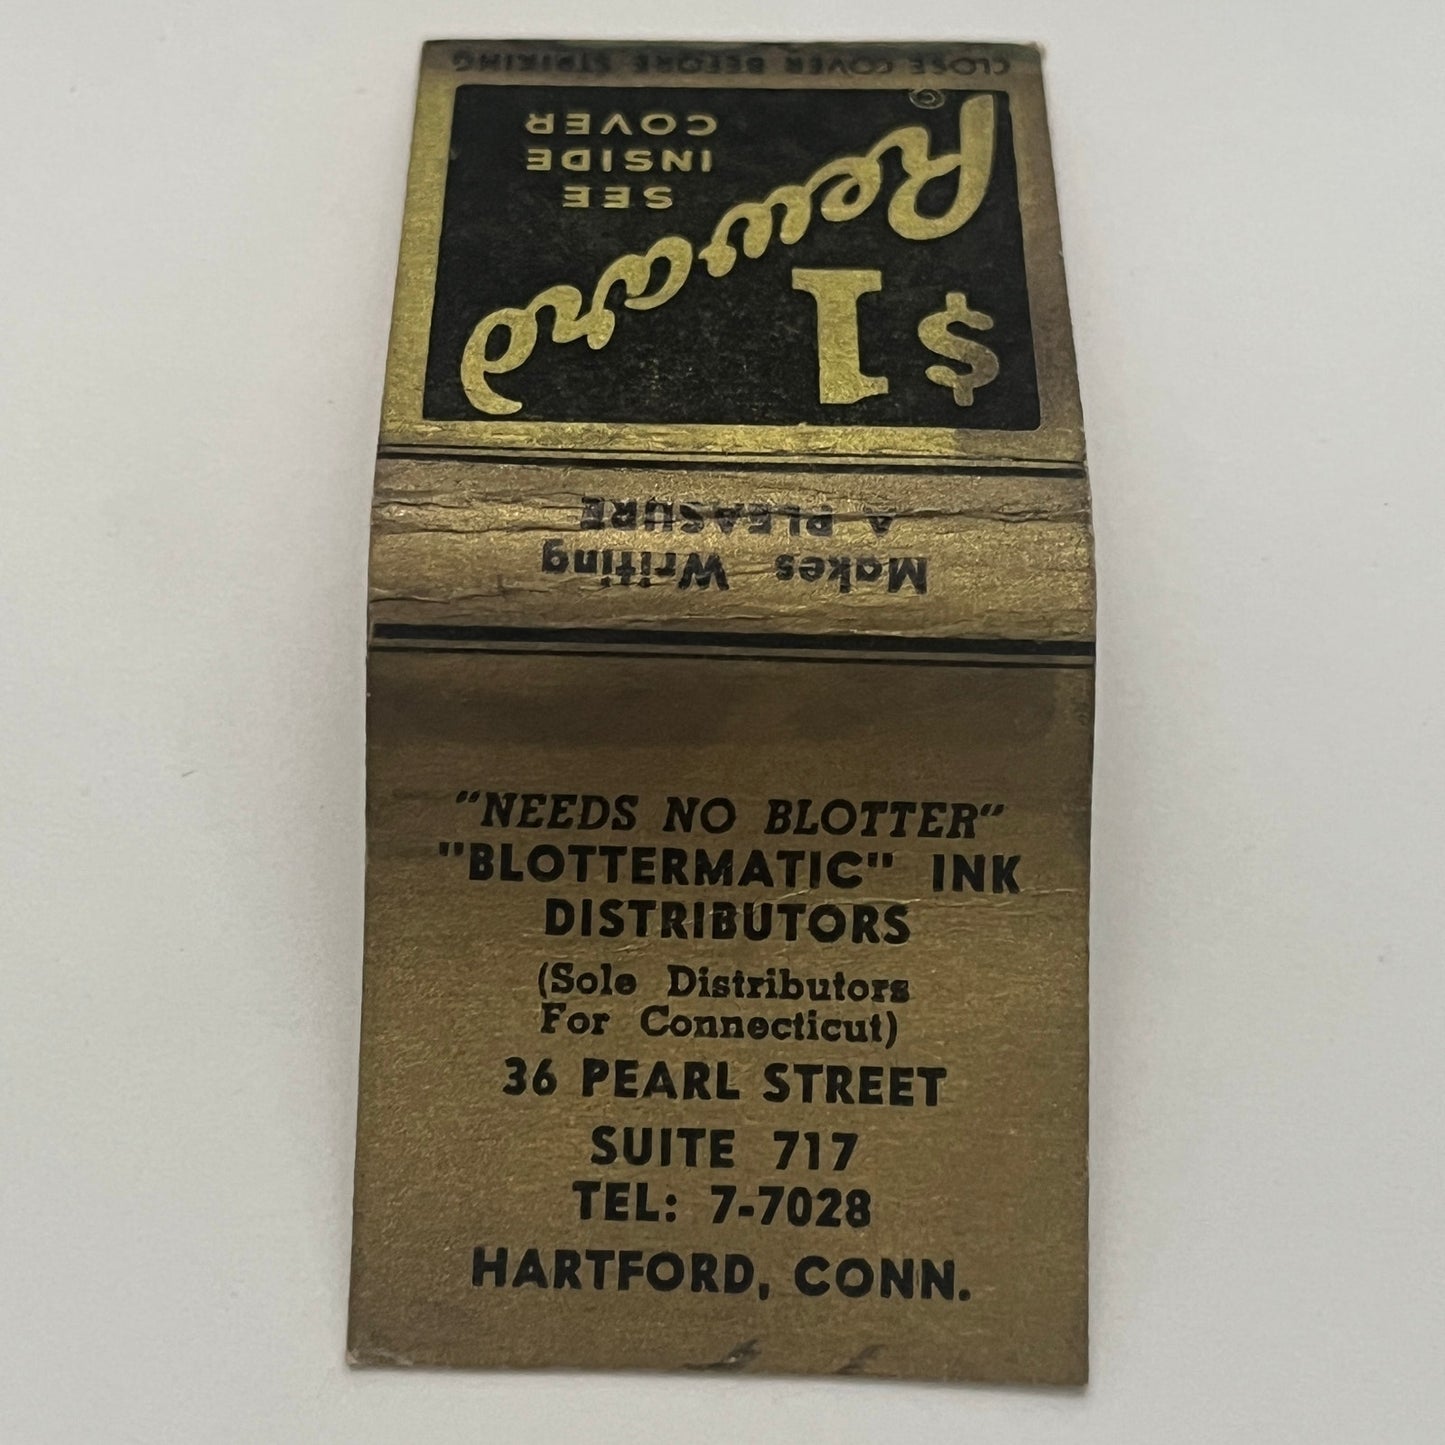 $1
Reward ©
SEE
INSIDE
COVER
CLOSE COVER BEFORE STRIKING
Makes Writing
A PLEASURE
"NEEDS NO BLOTTER"
"BLOTTERMATIC" INK
DISTRIBUTORS
(Sole Distributors
For Connecticut)
36 PEARL STREET
SUITE 717
TEL: 7-7028
HARTFORD, CONN.